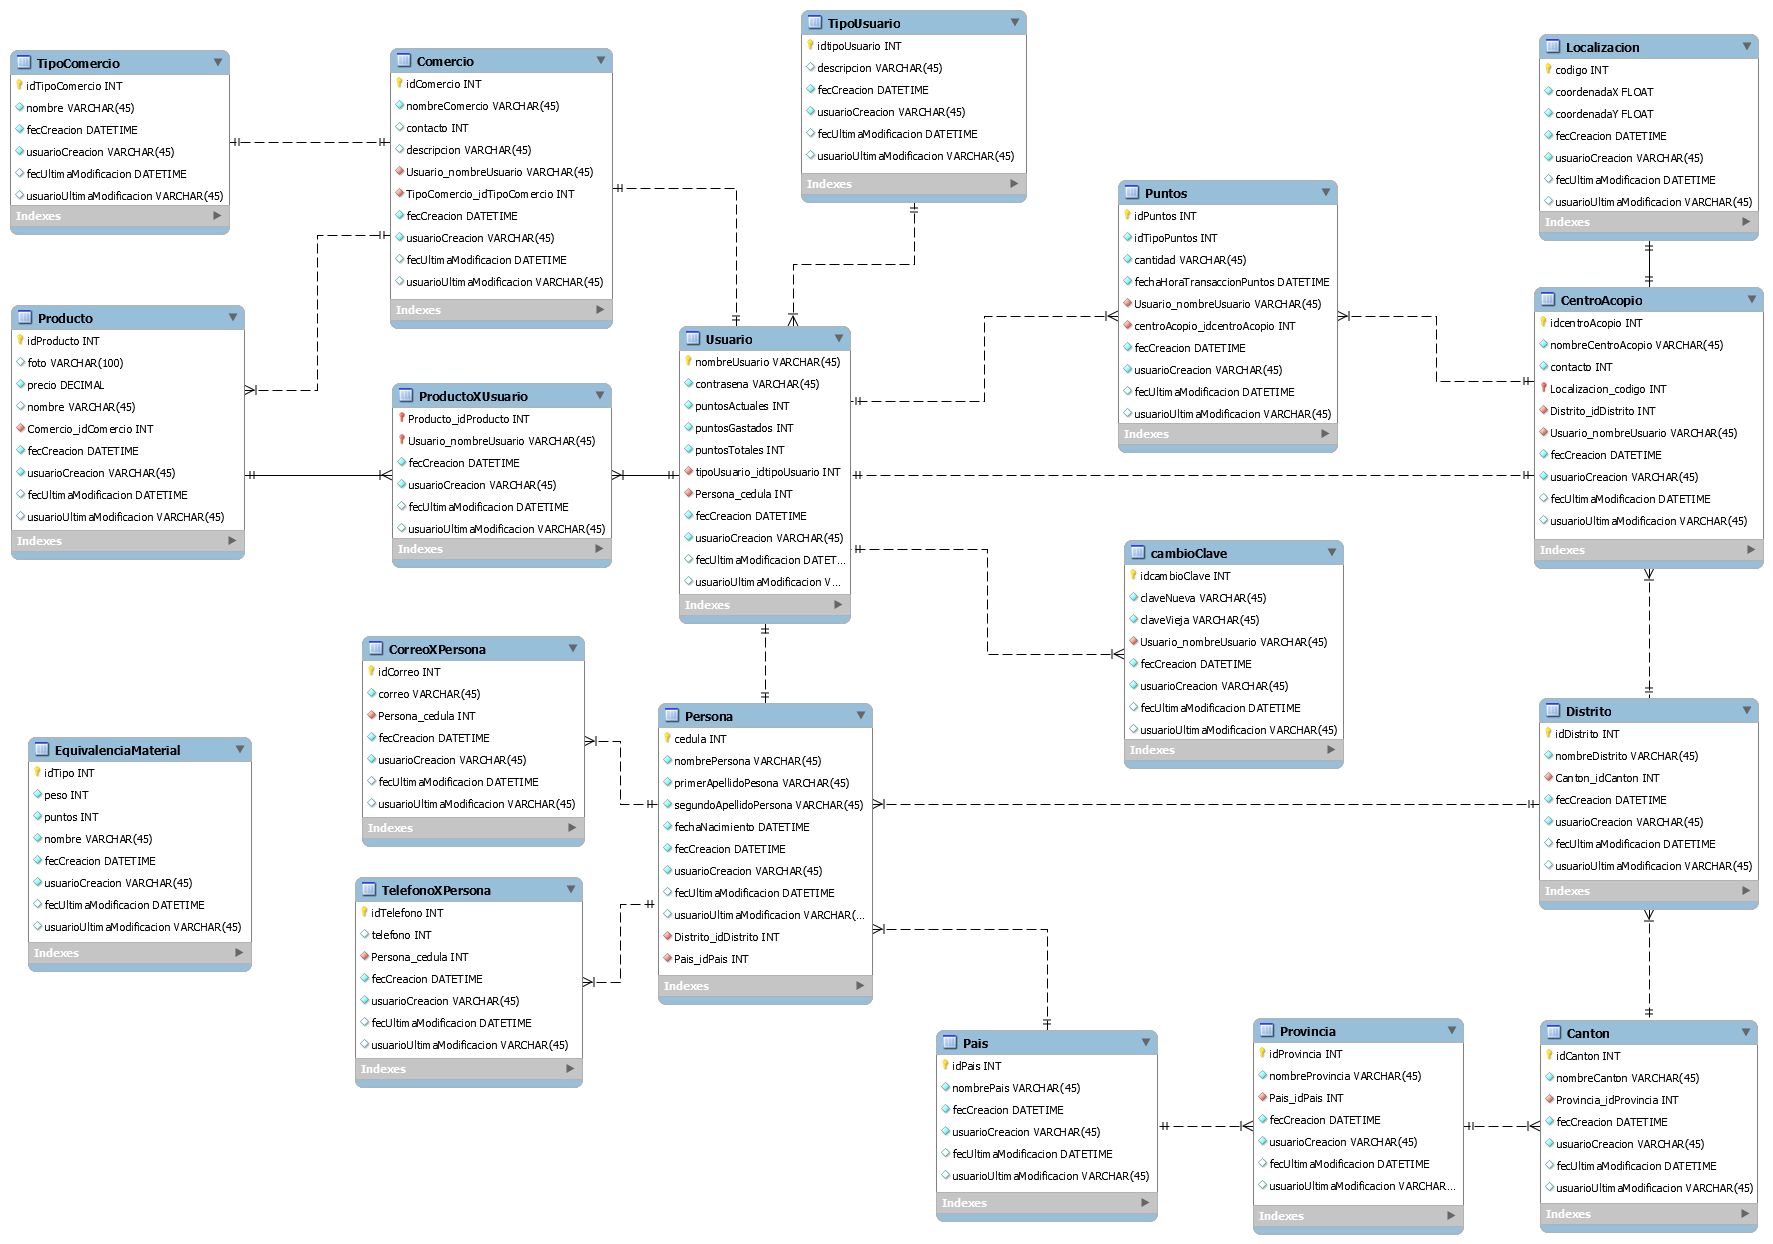 TipoComercio
idTipoComercio INT
nombre VARCHAR(45)
fecCreacion DATETIME
usuarioCreacion VARCHAR(45)
fecUltimaModificacion DATETIME
usuarioUltimaModificacion VARCHAR(45)
Indexes
Comercio
idComercio INT
nombreComercio VARCHAR(45)
contacto INT
descripcion VARCHAR(45)
Usuario_nombreUsuario VARCHAR(45)
TipoComercio_idTipoComercio INT
fecCreacion DATETIME
usuarioCreacion VARCHAR(45)
fecUltimaModificacion DATETIME
usuarioUltimaModificacion VARCHAR(45)
Indexes
TipoUsuario
idtipoUsuario INT
descripcion VARCHAR(45)
fecCreacion DATETIME
usuarioCreacion VARCHAR(45)
fecUltimaModificacion DATETIME
usuarioUltimaModificacion VARCHAR(45)
Indexes
Puntos
idPuntos INT
idTipoPuntos INT
cantidad VARCHAR(45)
fechaHoraTransaccionPuntos DATETIME
Usuario_nombreUsuario VARCHAR(45)
centroAcopio_idcentroAcopio INT
fecCreacion DATETIME
usuarioCreacion VARCHAR(45)
fecUltimaModificacion DATETIME
usuarioUltimaModificacion VARCHAR(45)
Indexes
Localizacion
codigo INT
coordenadaX FLOAT
coordenadaY FLOAT
fecCreacion DATETIME
usuarioCreacion VARCHAR(45)
fecUltimaModificacion DATETIME
usuarioUltimaModificacion VARCHAR(45)
Indexes
Producto
idProducto INT
foto VARCHAR(100)
precio DECIMAL
nombre VARCHAR(45)
Comercio_idComercio INT
fecCreacion DATETIME
usuarioCreacion VARCHAR(45)
fecUltimaModificacion DATETIME
usuarioUltimaModificacion VARCHAR(45)
Indexes
ProductoXUsuario
Producto_idProducto INT
Usuario_nombreUsuario VARCHAR(45)
fecCreacion DATETIME
usuarioCreacion VARCHAR(45)
fecUltimaModificacion DATETIME
usuarioUltimaModificacion VARCHAR(45)
Indexes
Usuario
nombreUsuario VARCHAR(45)
contrasena VARCHAR(45)
puntosActuales INT
puntosGastados INT
puntosTotales INT
tipoUsuario_idtipoUsuario INT
Persona_cedula INT
fecCreacion DATETIME
usuarioCreacion VARCHAR(45)
fecUltimaModificacion DATET...
usuarioUltimaModificacion V...
Indexes
CentroAcopio
idcentroAcopio INT
nombreCentroAcopio VARCHAR(45)
contacto INT
Localizacion_codigo INT
Distrito_idDistrito INT
Usuario_nombreUsuario VARCHAR(45)
fecCreacion DATETIME
usuarioCreacion VARCHAR(45)
fecUltimaModificacion DATETIME
usuarioUltimaModificacion VARCHAR(45)
Indexes
cambioClave
idcambioClave INT
claveNueva VARCHAR(45)
claveVieja VARCHAR(45)
Usuario_nombreUsuario VARCHAR(45)
fecCreacion DATETIME
usuarioCreacion VARCHAR(45)
fecUltimaModificacion DATETIME
usuarioUltimaModificacion VARCHAR(45)
Indexes
CorreoXPersona
idCorreo INT
correo VARCHAR(45)
Persona_cedula INT
fecCreacion DATETIME
usuarioCreacion VARCHAR(45)
fecUltimaModificacion DATETIME
usuarioUltimaModificacion VARCHAR(45)
Indexes
Persona
cedula INT
nombrePersona VARCHAR(45)
primerApellidoPesona VARCHAR(45)
segundoApellidoPersona VARCHAR(45)
fechaNacimiento DATETIME
fecCreacion DATETIME
usuarioCreacion VARCHAR(45)
fecUltimaModificacion DATETIME
usuarioUltimaModificacion VARCHAR(...
Distrito_idDistrito INT
Pais_idPais INT
Indexes
Distrito
idDistrito INT
nombreDistrito VARCHAR(45)
Canton_idCanton INT
fecCreacion DATETIME
usuarioCreacion VARCHAR(45)
fecUltimaModificacion DATETIME
usuarioUltimaModificacion VARCHAR(45)
Indexes
EquivalenciaMaterial
idTipo INT
peso INT
puntos INT
nombre VARCHAR(45)
fecCreacion DATETIME
usuarioCreacion VARCHAR(45)
fecUltimaModificacion DATETIME
usuarioUltimaModificacion VARCHAR(45)
Indexes
TelefonoXPersona
idTelefono INT
telefono INT
Persona_cedula INT
fecCreacion DATETIME
usuarioCreacion VARCHAR(45)
fecUltimaModificacion DATETIME
usuarioUltimaModificacion VARCHAR(45)
Indexes
Pais
idPais INT
nombrePais VARCHAR(45)
fecCreacion DATETIME
usuarioCreacion VARCHAR(45)
fecUltimaModificacion DATETIME
usuarioUltimaModificacion VARCHAR(45)
Indexes
Provincia
idProvincia INT
nombreProvincia VARCHAR(45)
Pais_idPais INT
fecCreacion DATETIME
usuarioCreacion VARCHAR(45)
fecUltimaModificacion DATETIME
usuarioUltimaModificacion VARCHAR...
Indexes
Canton
idCanton INT
nombreCanton VARCHAR(45)
Provincia_idProvincia INT
fecCreacion DATETIME
usuarioCreacion VARCHAR(45)
fecUltimaModificacion DATETIME
usuarioUltimaModificacion VARCHAR(45)
Indexes